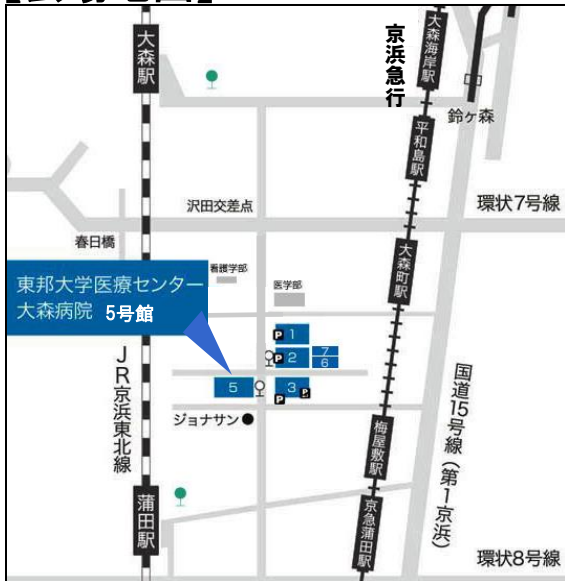 大森駅
京浜急行
大森海岸駅
鈴ヶ森
平和島駅
沢田交差点
環状7号線
春日橋
大森町駅
看護学部
医学部
東邦大学医療センター
大森病院 5号館
P 1
P 2
7
6
5
3
P
P
JR京浜東北線
ジョナサン
梅屋敷駅
国道15号線(第1京浜)
蒲田駅
京急蒲田駅
環状8号線